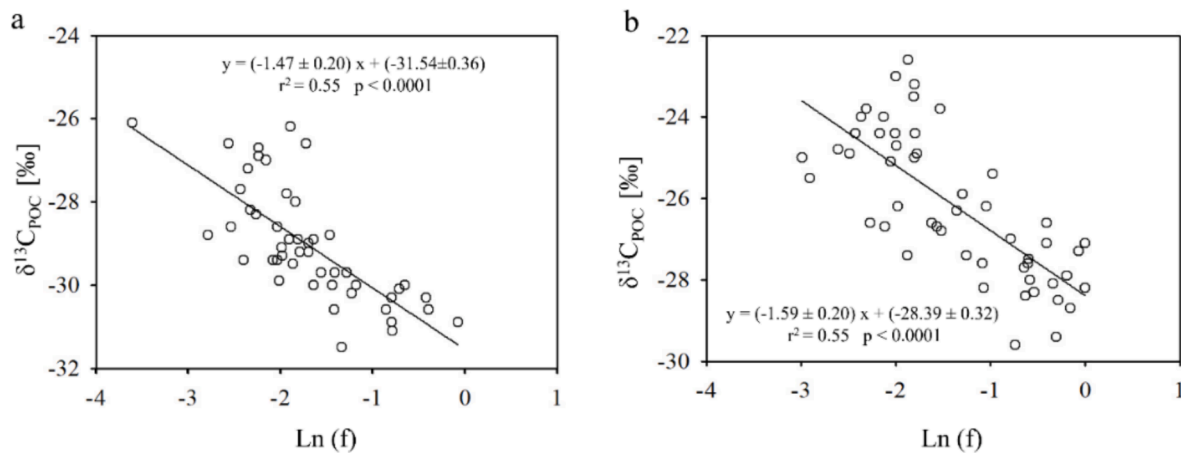 a
-24
-26
-28
-30
-32
δ¹³C_POC [‰]
y = (-1.47 ± 0.20) x + (-31.54±0.36)
r² = 0.55 p < 0.0001
-4 -3 -2 -1 0 1
Ln (f)
b
-22
-24
-26
-28
-30
δ¹³C_POC [‰]
y = (-1.59 ± 0.20) x + (-28.39 ± 0.32)
r² = 0.55 p < 0.0001
-4 -3 -2 -1 0 1
Ln (f)